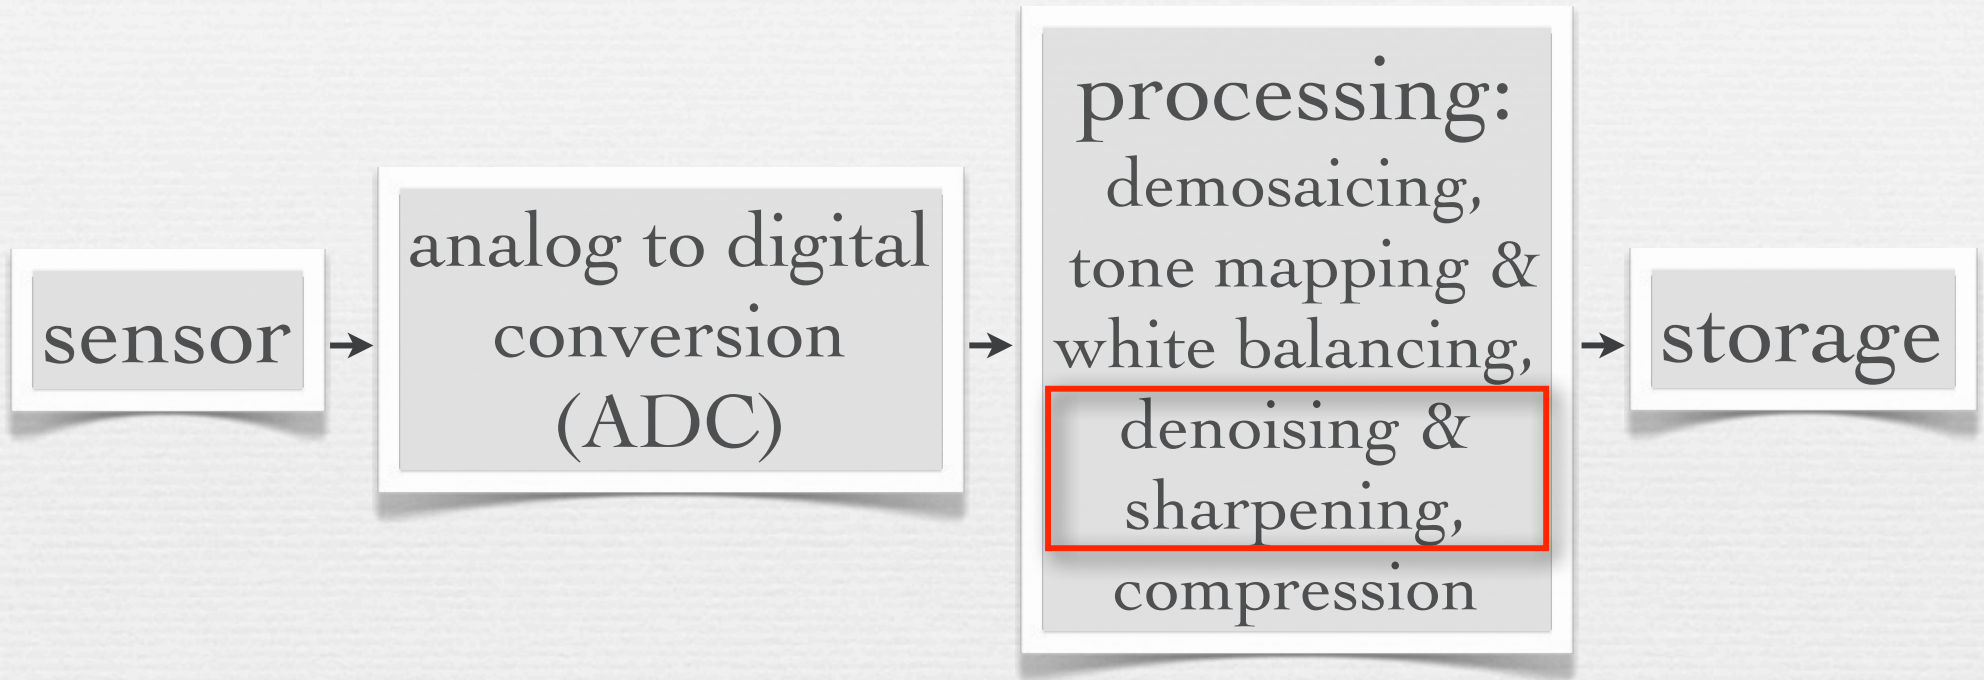 sensor
analog to digital
conversion
(ADC)
processing:
demosaicing,
tone mapping &
white balancing,
denoising &
sharpening,
compression
storage